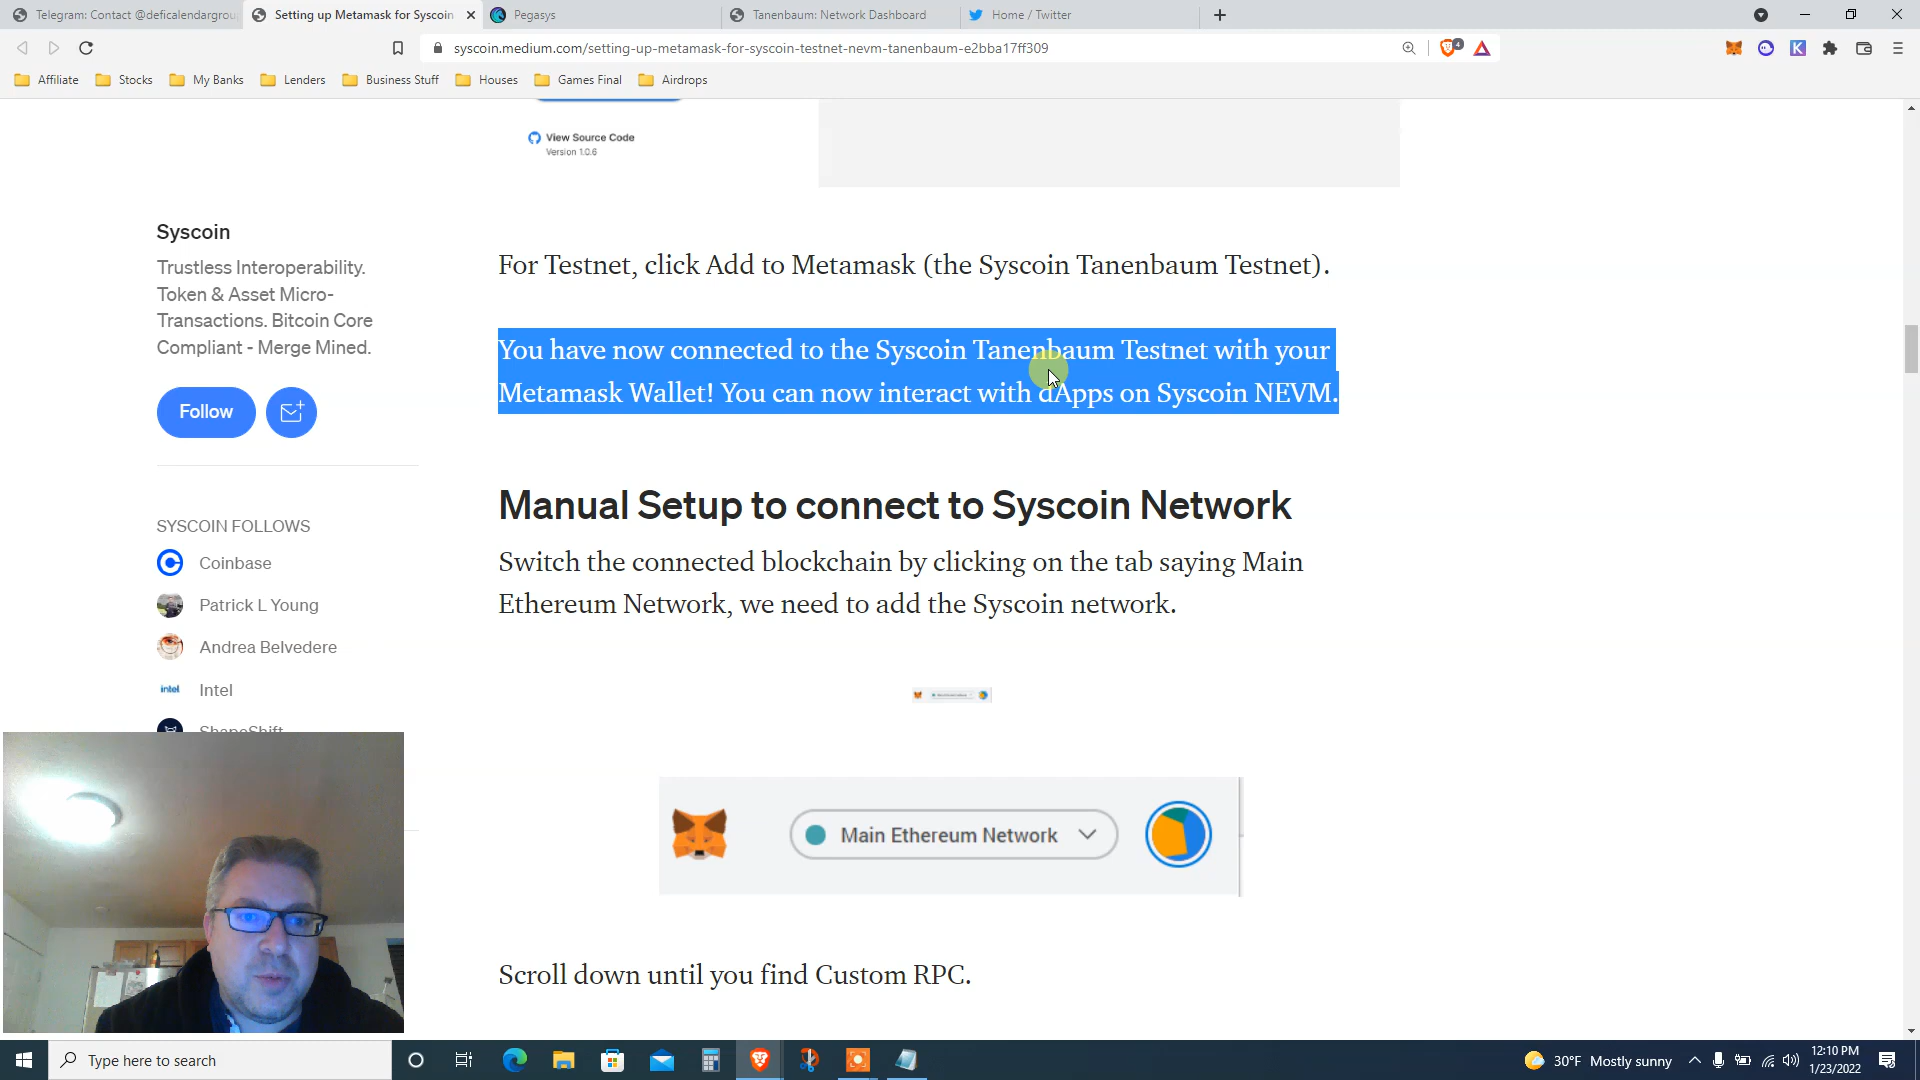 Telegram: Contact @deficalendargrou
Setting up Metamask for Syscoin
Pegasys
Tanenbaum: Network Dashboard
Home / Twitter
syscoin.medium.com/setting-up-metamask-for-syscoin-testnet-nevm-tanenbaum-e2bba17ff309
4
K
Affiliate
Stocks
My Banks
Lenders
Business Stuff
Houses
Games Final
Airdrops
View Source Code
Version 1.0.6
For Testnet, click Add to Metamask (the Syscoin Tanenbaum Testnet).
You have now connected to the Syscoin Tanenbaum Testnet with your
Metamask Wallet! You can now interact with dApps on Syscoin NEVM.
Manual Setup to connect to Syscoin Network
Switch the connected blockchain by clicking on the tab saying Main
Ethereum Network, we need to add the Syscoin network.
Main Ethereum Network
Scroll down until you find Custom RPC.
Syscoin
Trustless Interoperability.
Token & Asset Micro-
Transactions. Bitcoin Core
Compliant - Merge Mined.
Follow
SYSCOIN FOLLOWS
Coinbase
Patrick L Young
Andrea Belvedere
intel
Intel
ShapeShift
Type here to search
30°F Mostly sunny
12:10 PM
1/23/2022